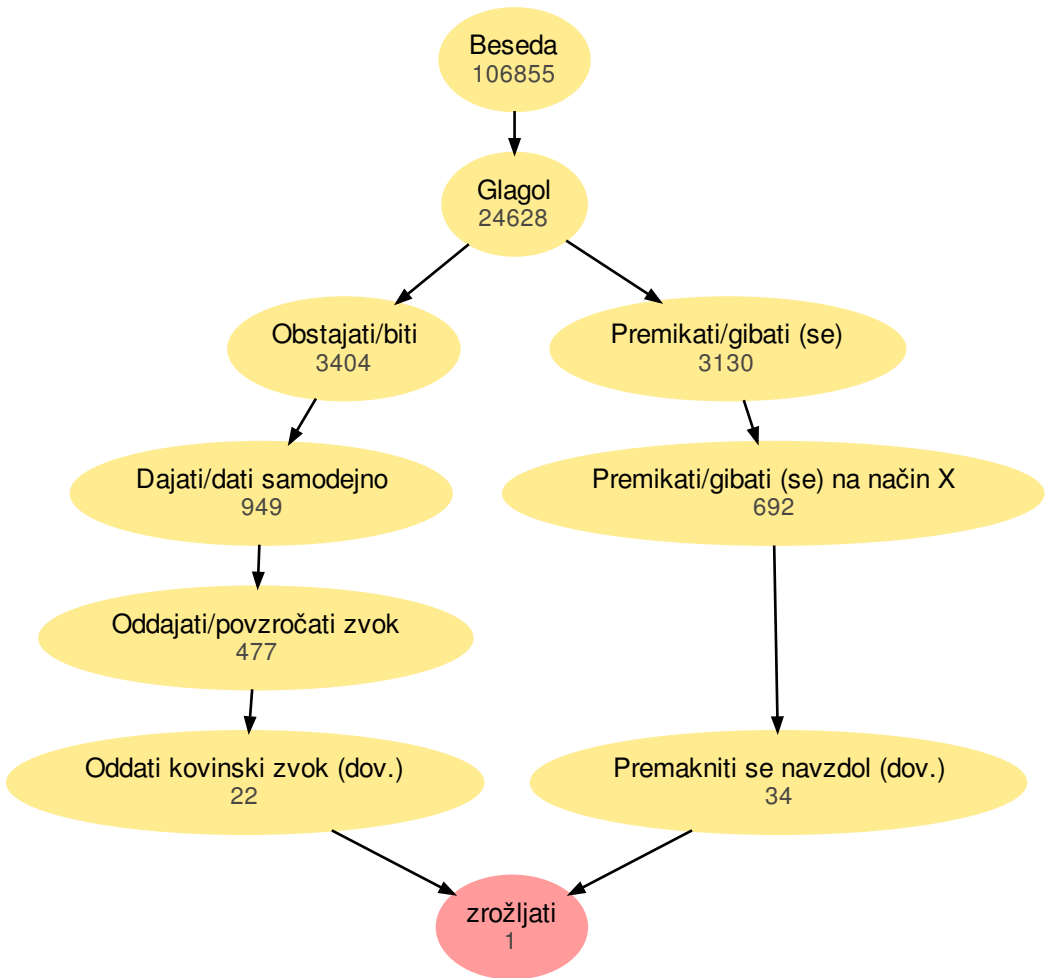 Beseda
106855
Glagol
24628
Obstajati/biti
3404
Premikati/gibati (se)
3130
Dajati/dati samodejno
949
Premikati/gibati (se) na način X
692
Oddajati/povzročati zvok
477
Oddati kovinski zvok (dov.)
22
Premakniti se navzdol (dov.)
34
zrožljati
1